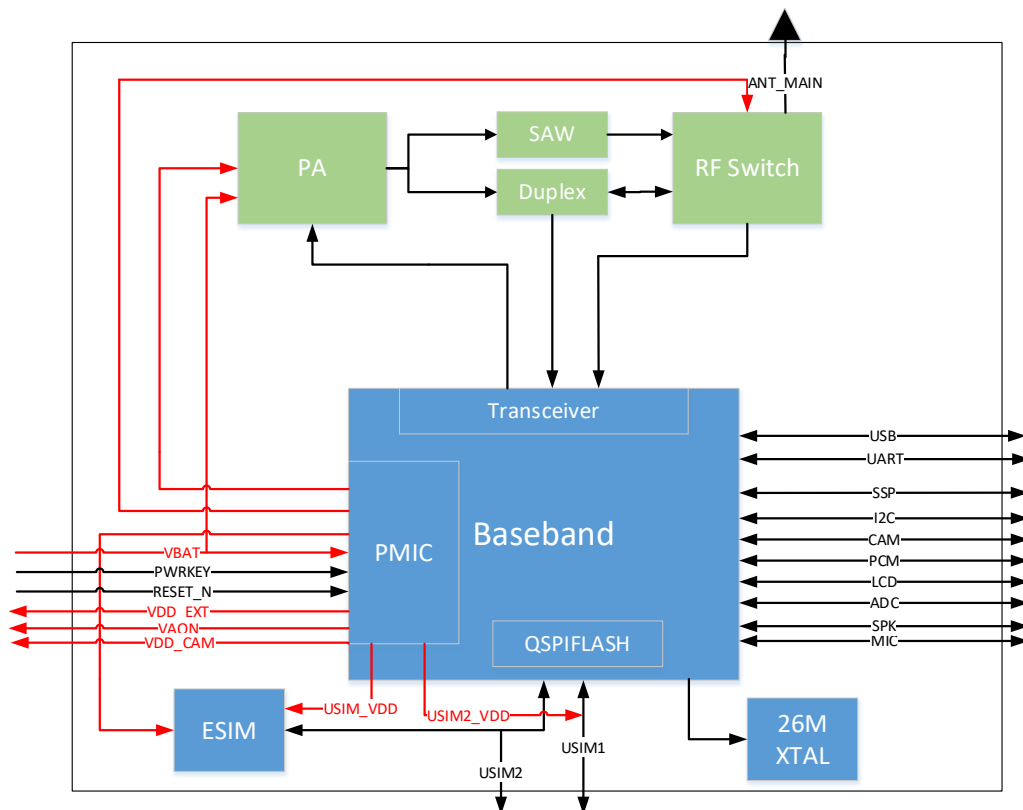 ANT_MAIN
PA
SAW
Duplex
RF Switch
Transceiver
Baseband
PMIC
QSPIFLASH
VBAT
PWRKEY
RESET_N
VDD_EXT
VAON
VDD_CAM
USB
UART
SSP
I2C
CAM
PCM
LCD
ADC
SPK
MIC
USIM_VDD
USIM2_VDD
ESIM
USIM2
USIM1
26M
XTAL